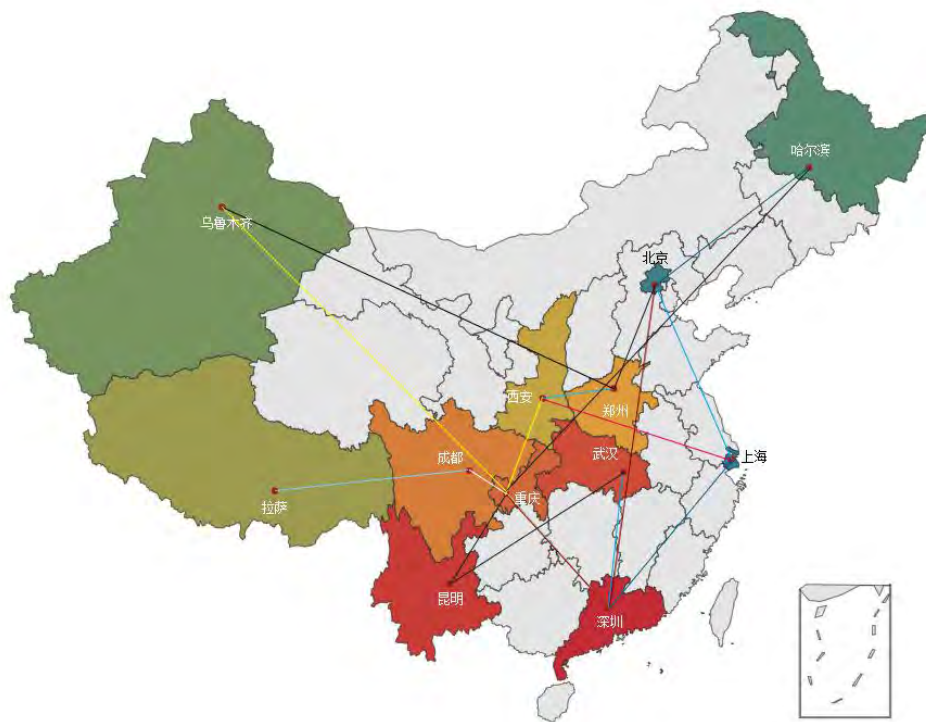 哈尔滨
乌鲁木齐
北京
西安
郑州
成都
武汉
上海
重庆
拉萨
昆明
深圳